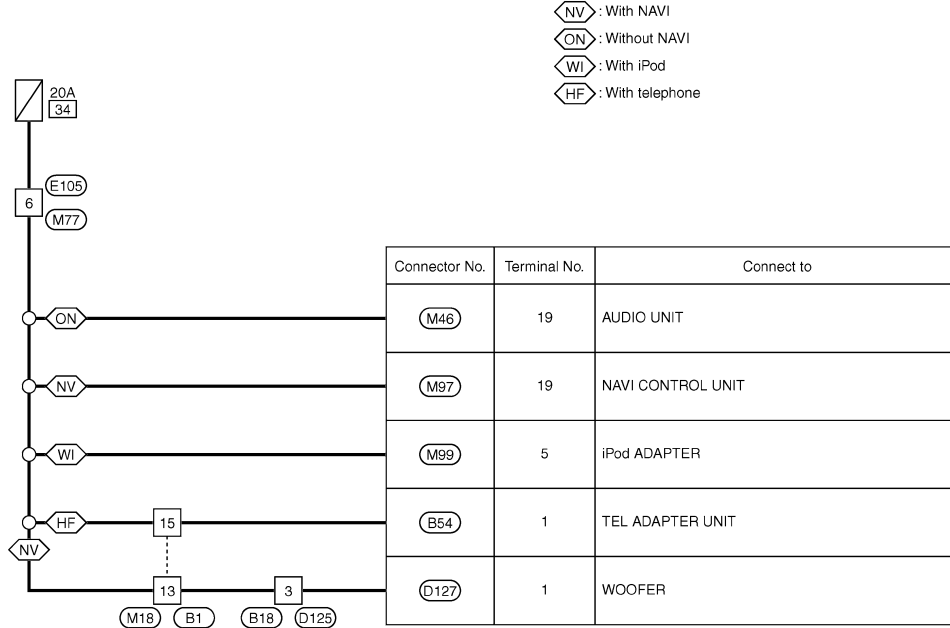 NV : With NAVI
ON : Without NAVI
WI : With iPod
HF : With telephone
20A
34
E105
6
M77
Connector No. Terminal No. Connect to
ON M46 19 AUDIO UNIT
NV M97 19 NAVI CONTROL UNIT
WI M99 5 iPod ADAPTER
HF 15 B54 1 TEL ADAPTER UNIT
NV
13 3 D127 1 WOOFER
M18 B1 B18 D125